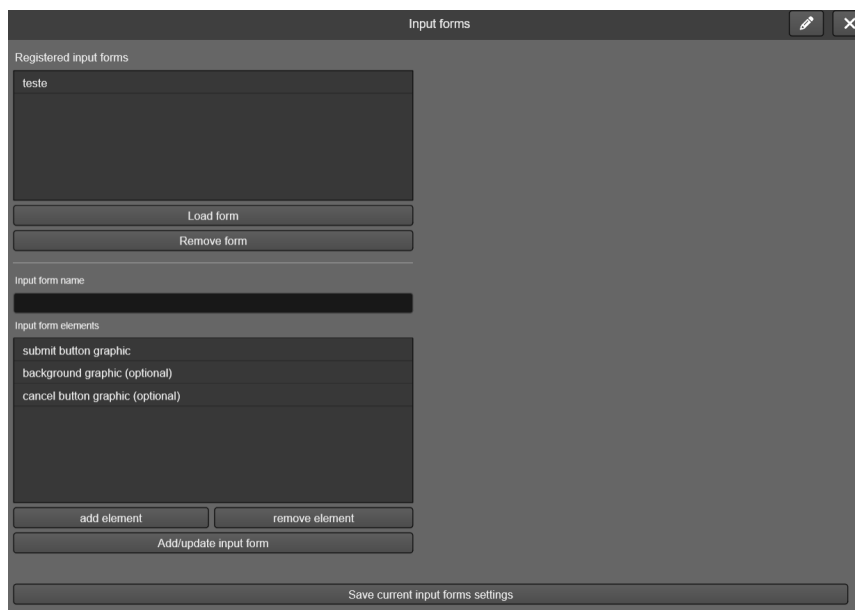 Input forms
Registered input forms
teste
Load form
Remove form
Input form name
Input form elements
submit button graphic
background graphic (optional)
cancel button graphic (optional)
add element remove element
Add/update input form
Save current input forms settings